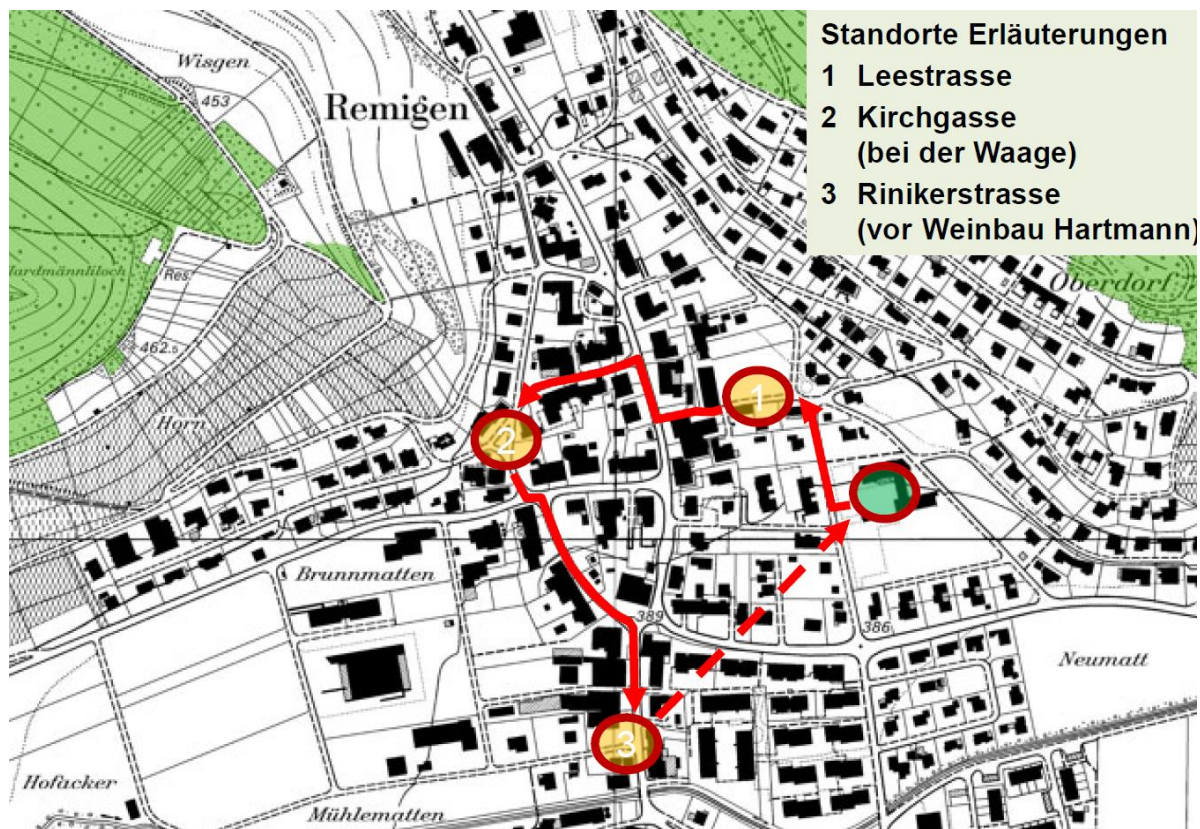 Standorte Erläuterungen
1 Leestrasse
2 Kirchgasse
(bei der Waage)
3 Rinikerstrasse
(vor Weinbau Hartmann)
Wisgen
453
Remigen
Res.
462.5
Oberdorf
Horn
1
2
Brunnmatten
389
386
Neumatt
3
Hofacker
Mühlematten